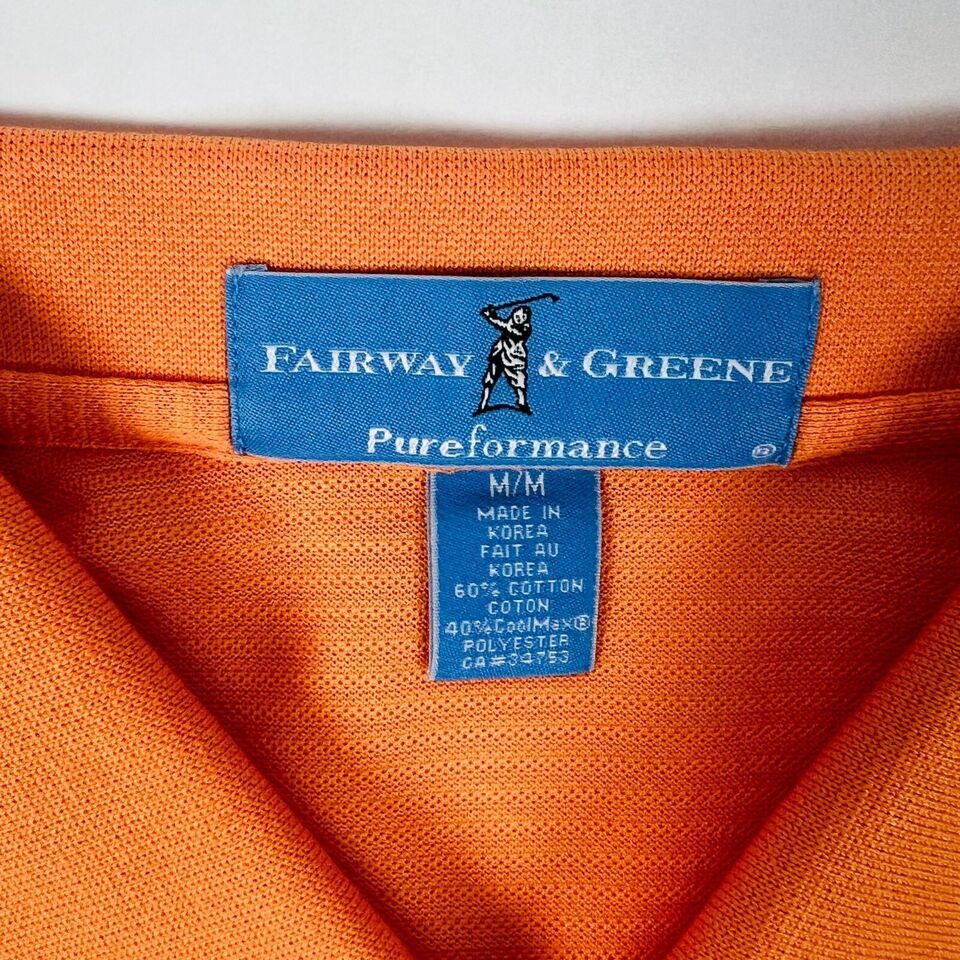 FAIRWAY & GREENE
Pureformance ®
M/M
MADE IN
KOREA
FAIT AU
KOREA
60% COTTON
COTON
40% CoolMax®
POLYESTER
CA#34753